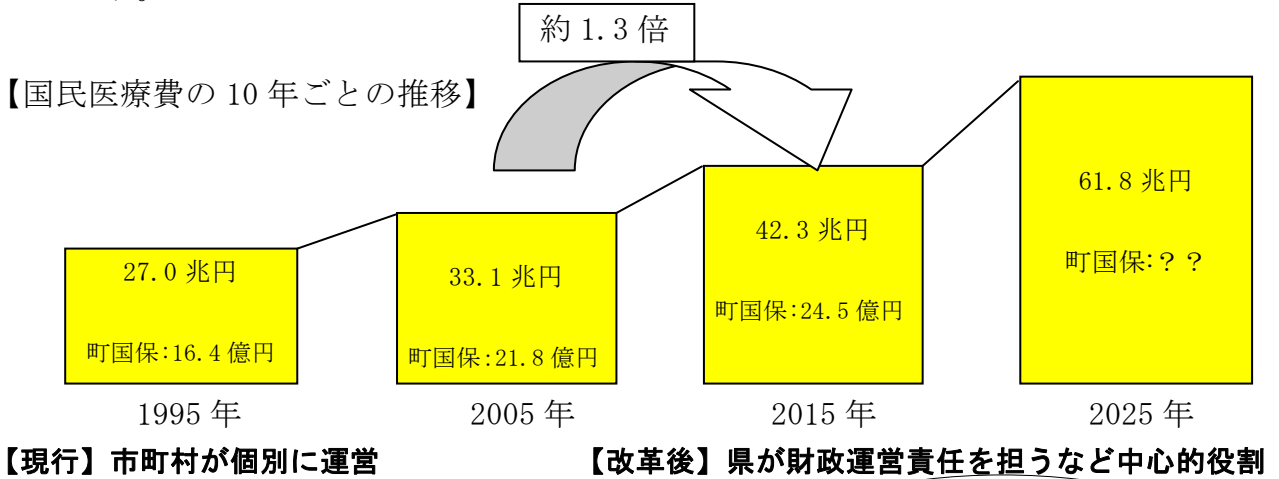 約 1.3 倍
【国民医療費の 10 年ごとの推移】
27.0 兆円
町国保:16.4 億円
33.1 兆円
町国保:21.8 億円
42.3 兆円
町国保:24.5 億円
61.8 兆円
町国保:？？
1995 年
2005 年
2015 年
2025 年
【現行】市町村が個別に運営
【改革後】県が財政運営責任を担うなど中心的役割